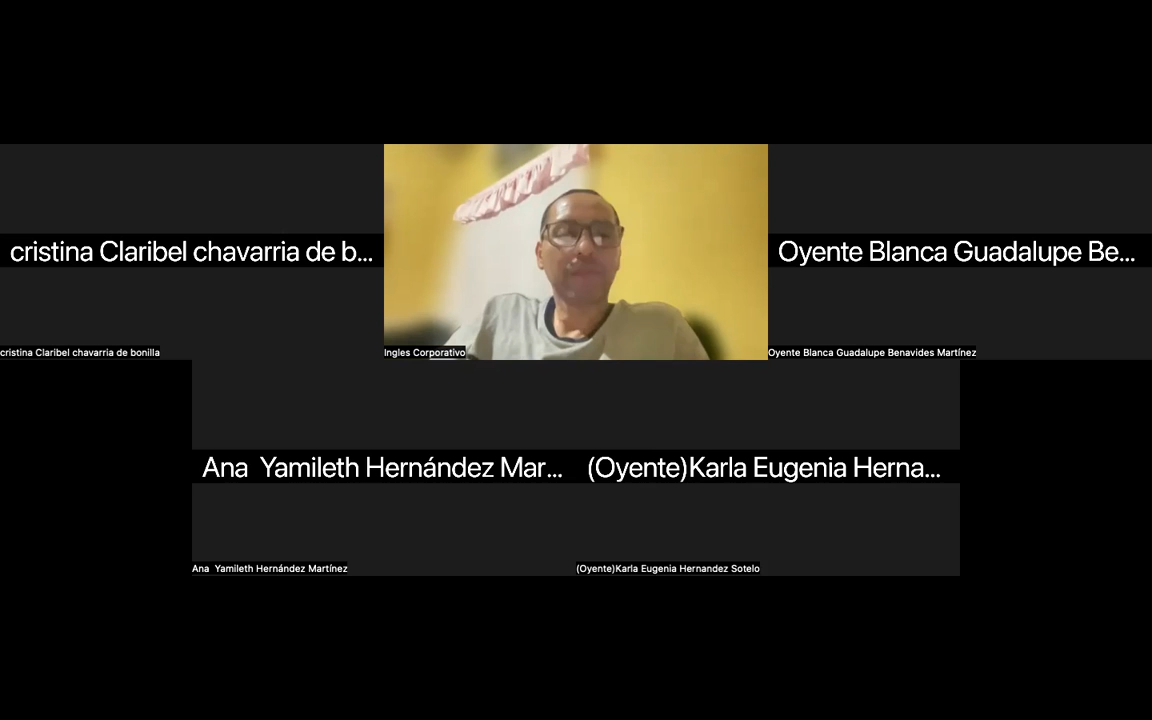 cristina Claribel chavarria de b...
Oyente Blanca Guadalupe Be...
cristina Claribel chavarria de bonilla
Ingles Corporativo
Oyente Blanca Guadalupe Benavides Martínez
Ana  Yamileth Hernández Mar...
(Oyente)Karla Eugenia Herna...
Ana  Yamileth Hernández Martínez
(Oyente)Karla Eugenia Hernandez Sotelo